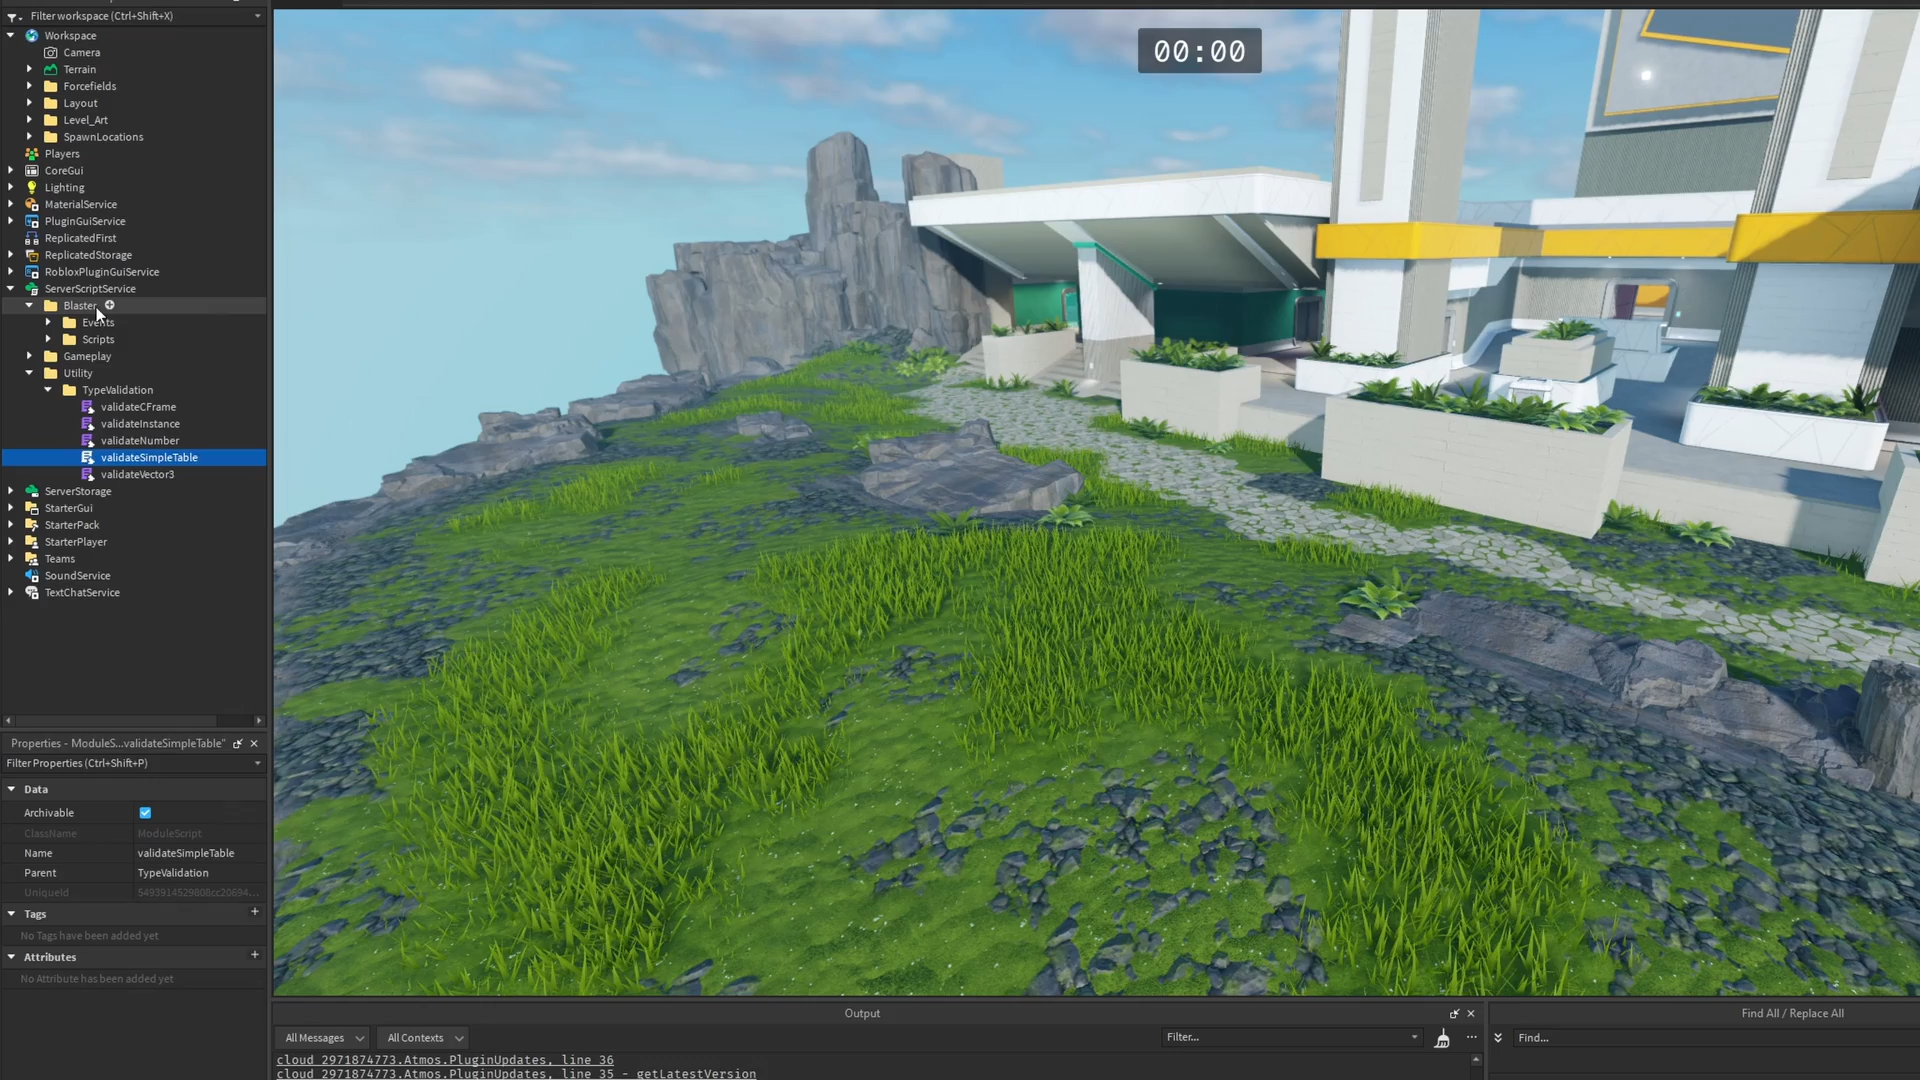 Filter workspace (Ctrl+Shift+X)
Workspace
Camera
Terrain
Forcefields
Layout
Level_Art
SpawnLocations
Players
CoreGui
Lighting
MaterialService
PluginGuiService
ReplicatedFirst
ReplicatedStorage
RobloxPluginGuiService
ServerScriptService
Blaster
Events
Scripts
Gameplay
Utility
TypeValidation
validateCFrame
validateInstance
validateNumber
validateSimpleTable
validateVector3
ServerStorage
StarterGui
StarterPack
StarterPlayer
Teams
SoundService
TextChatService
Properties - ModuleS...validateSimpleTable"
Filter Properties (Ctrl+Shift+P)
Data
Archivable
ClassName ModuleScript
Name validateSimpleTable
Parent TypeValidation
UniqueId
Tags
No Tags have been added yet
Attributes
No Attribute has been added yet
00:00
Output
All Messages All Contexts Filter...
cloud_2971874773.Atmos.PluginUpdates, line 36
cloud_2971874773.Atmos.PluginUpdates, line 35 - getLatestVersion
Find All / Replace All
Find...